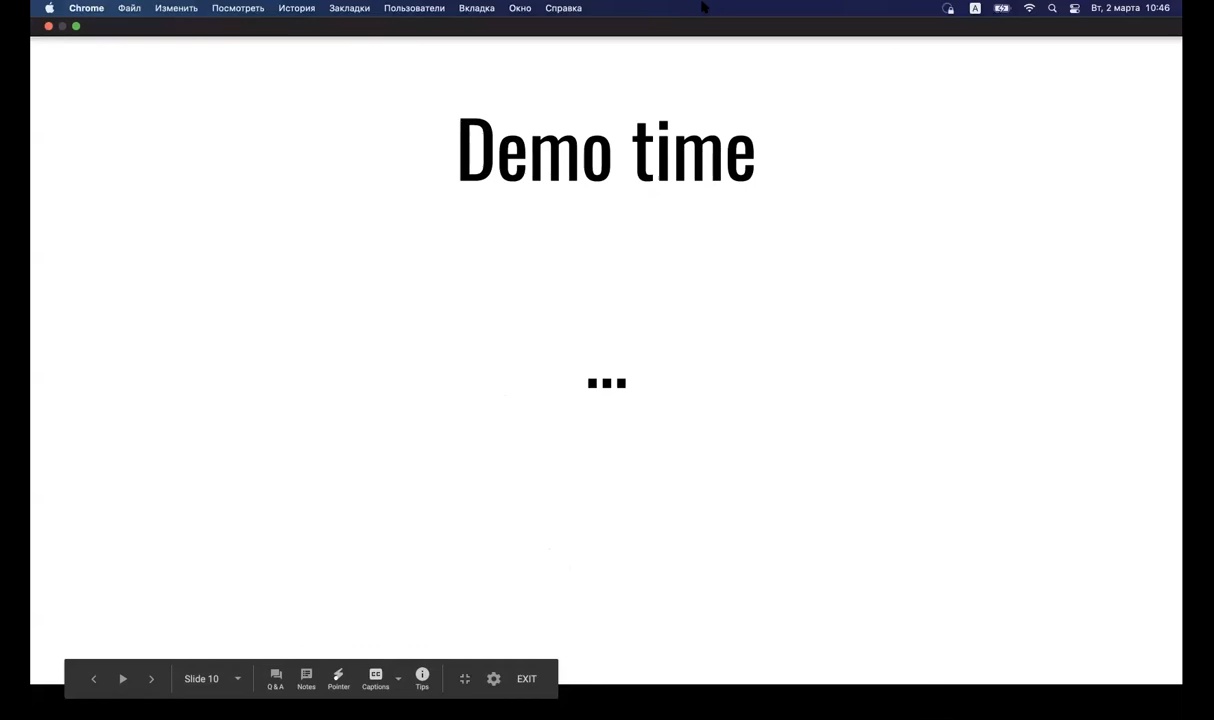 Chrome Файл Изменить Посмотреть История Закладки Пользователи Вкладка Окно Справка A Вт, 2 марта 10:46
Demo time
...
Slide 10 Q & A Notes Pointer CC Captions Tips EXIT